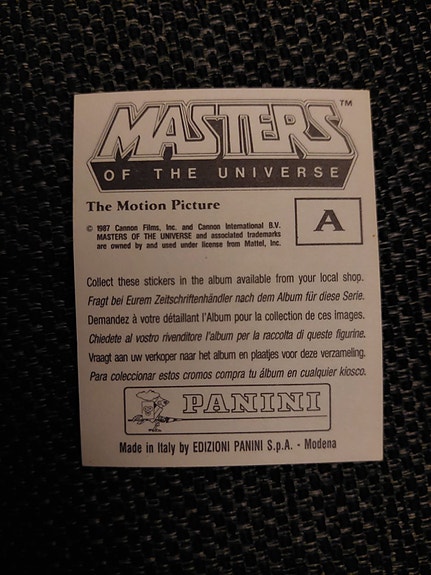 MASTERS™
OF THE UNIVERSE
The Motion Picture
A
© 1987 Cannon Films, Inc. and Cannon International B.V.
MASTERS OF THE UNIVERSE and associated trademarks
are owned by and used under license from Mattel, Inc.
Collect these stickers in the album available from your local shop.
Fragt bei Eurem Zeitschriftenhändler nach dem Album für diese Serie.
Demandez à votre détaillant l'Album pour la collection de ces images.
Chiedete al vostro rivenditore l'album per la raccolta di queste figurine.
Vraagt aan uw verkoper naar het album en plaatjes voor deze verzameling.
Para coleccionar estos cromos compra tu álbum en cualquier kiosco.
PANINI
Made in Italy by EDIZIONI PANINI S.p.A. - Modena